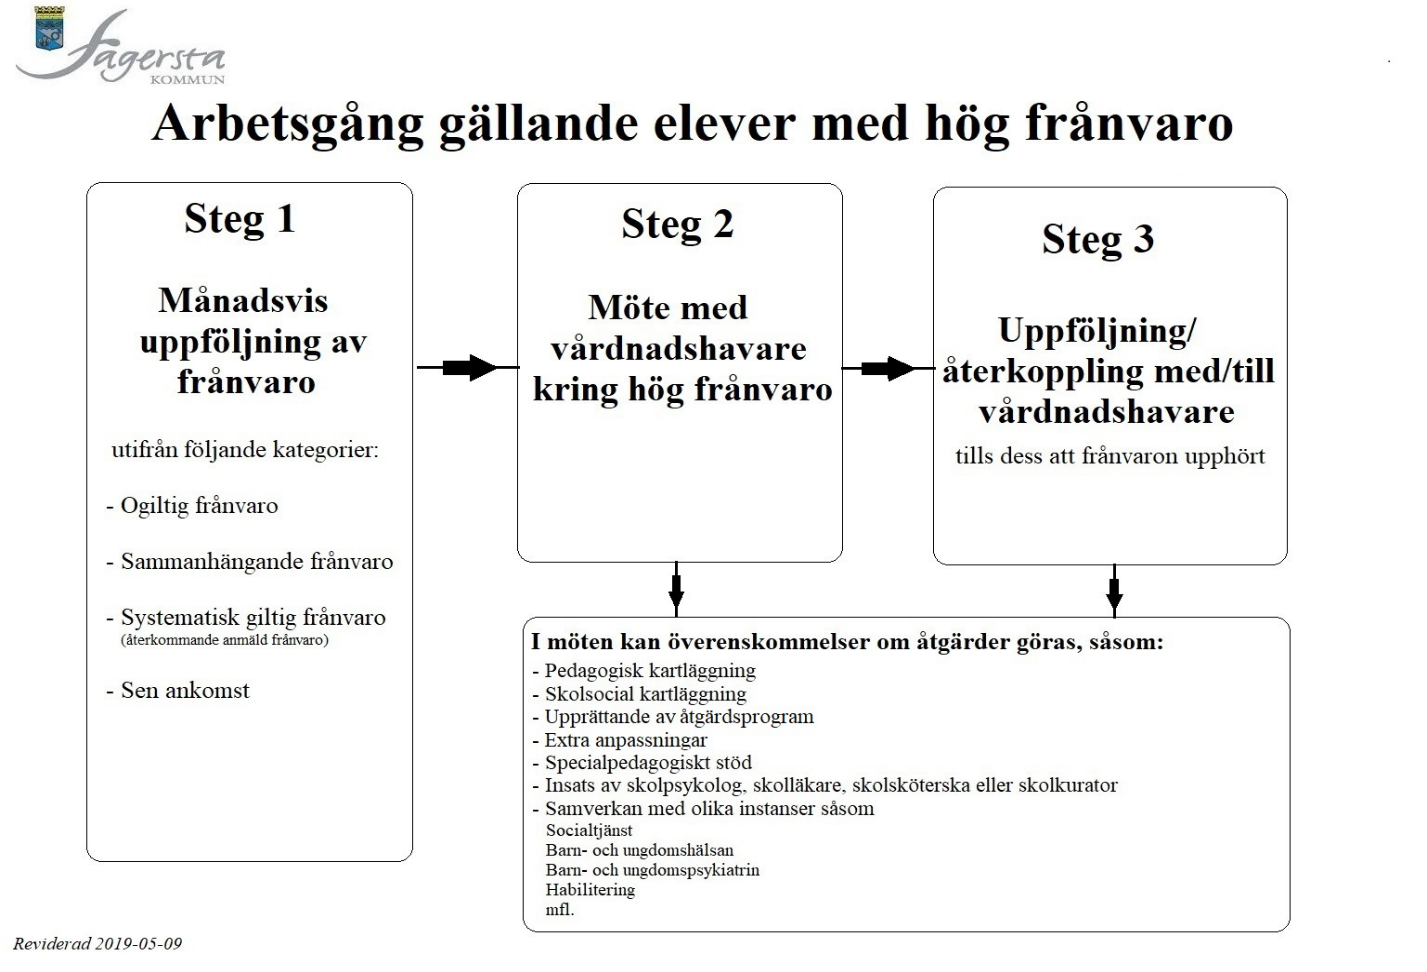 Fagersta
KOMMUN
Arbetsgång gällande elever med hög frånvaro
Steg 1
Månadsvis
uppföljning av
frånvaro
utifrån följande kategorier:
- Ogiltig frånvaro
- Sammanhängande frånvaro
- Systematisk giltig frånvaro
(återkommande anmäld frånvaro)
- Sen ankomst
Steg 2
Möte med
vårdnadshavare
kring hög frånvaro
Steg 3
Uppföljning/
återkoppling med/till
vårdnadshavare
tills dess att frånvaron upphört
I möten kan överenskommelser om åtgärder göras, såsom:
- Pedagogisk kartläggning
- Skolsocial kartläggning
- Upprättande av åtgärdsprogram
- Extra anpassningar
- Specialpedagogiskt stöd
- Insats av skolpsykolog, skolläkare, skolsköterska eller skolkurator
- Samverkan med olika instanser såsom
Socialtjänst
Barn- och ungdomshälsan
Barn- och ungdomspsykiatrin
Habilitering
mfl.
Reviderad 2019-05-09